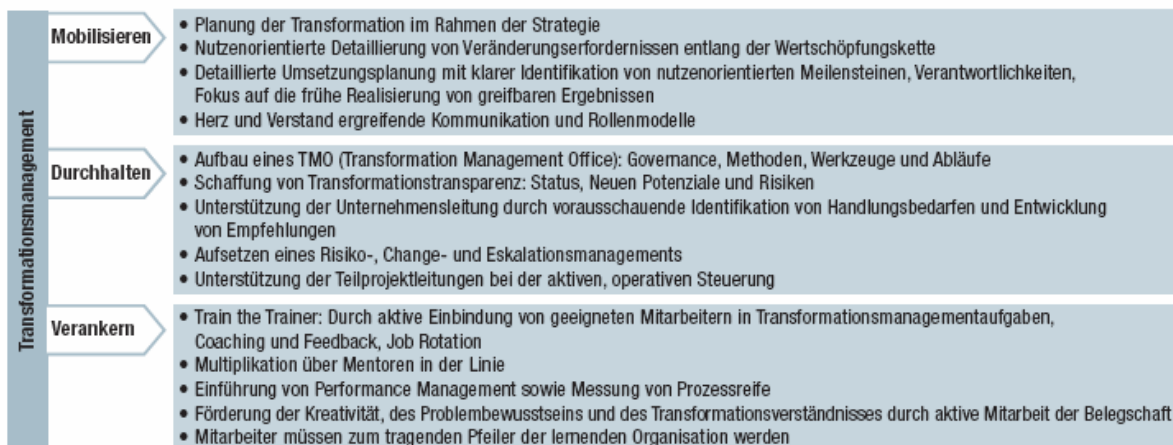 Transformationsmanagement
Mobilisieren
• Planung der Transformation im Rahmen der Strategie
• Nutzenorientierte Detaillierung von Veränderungserfordernissen entlang der Wertschöpfungskette
• Detaillierte Umsetzungsplanung mit klarer Identifikation von nutzenorientierten Meilensteinen, Verantwortlichkeiten,
Fokus auf die frühe Realisierung von greifbaren Ergebnissen
• Herz und Verstand ergreifende Kommunikation und Rollenmodelle
Durchhalten
• Aufbau eines TMO (Transformation Management Office): Governance, Methoden, Werkzeuge und Abläufe
• Schaffung von Transformationstransparenz: Status, Neuen Potenziale und Risiken
• Unterstützung der Unternehmensleitung durch vorausschauende Identifikation von Handlungsbedarfen und Entwicklung
von Empfehlungen
• Aufsetzen eines Risiko-, Change- und Eskalationsmanagements
• Unterstützung der Teilprojektleitungen bei der aktiven, operativen Steuerung
Verankern
• Train the Trainer: Durch aktive Einbindung von geeigneten Mitarbeitern in Transformationsmanagementaufgaben,
Coaching und Feedback, Job Rotation
• Multiplikation über Mentoren in der Linie
• Einführung von Performance Management sowie Messung von Prozessreife
• Förderung der Kreativität, des Problembewusstseins und des Transformationsverständnisses durch aktive Mitarbeit der Belegschaft
• Mitarbeiter müssen zum tragenden Pfeiler der lernenden Organisation werden